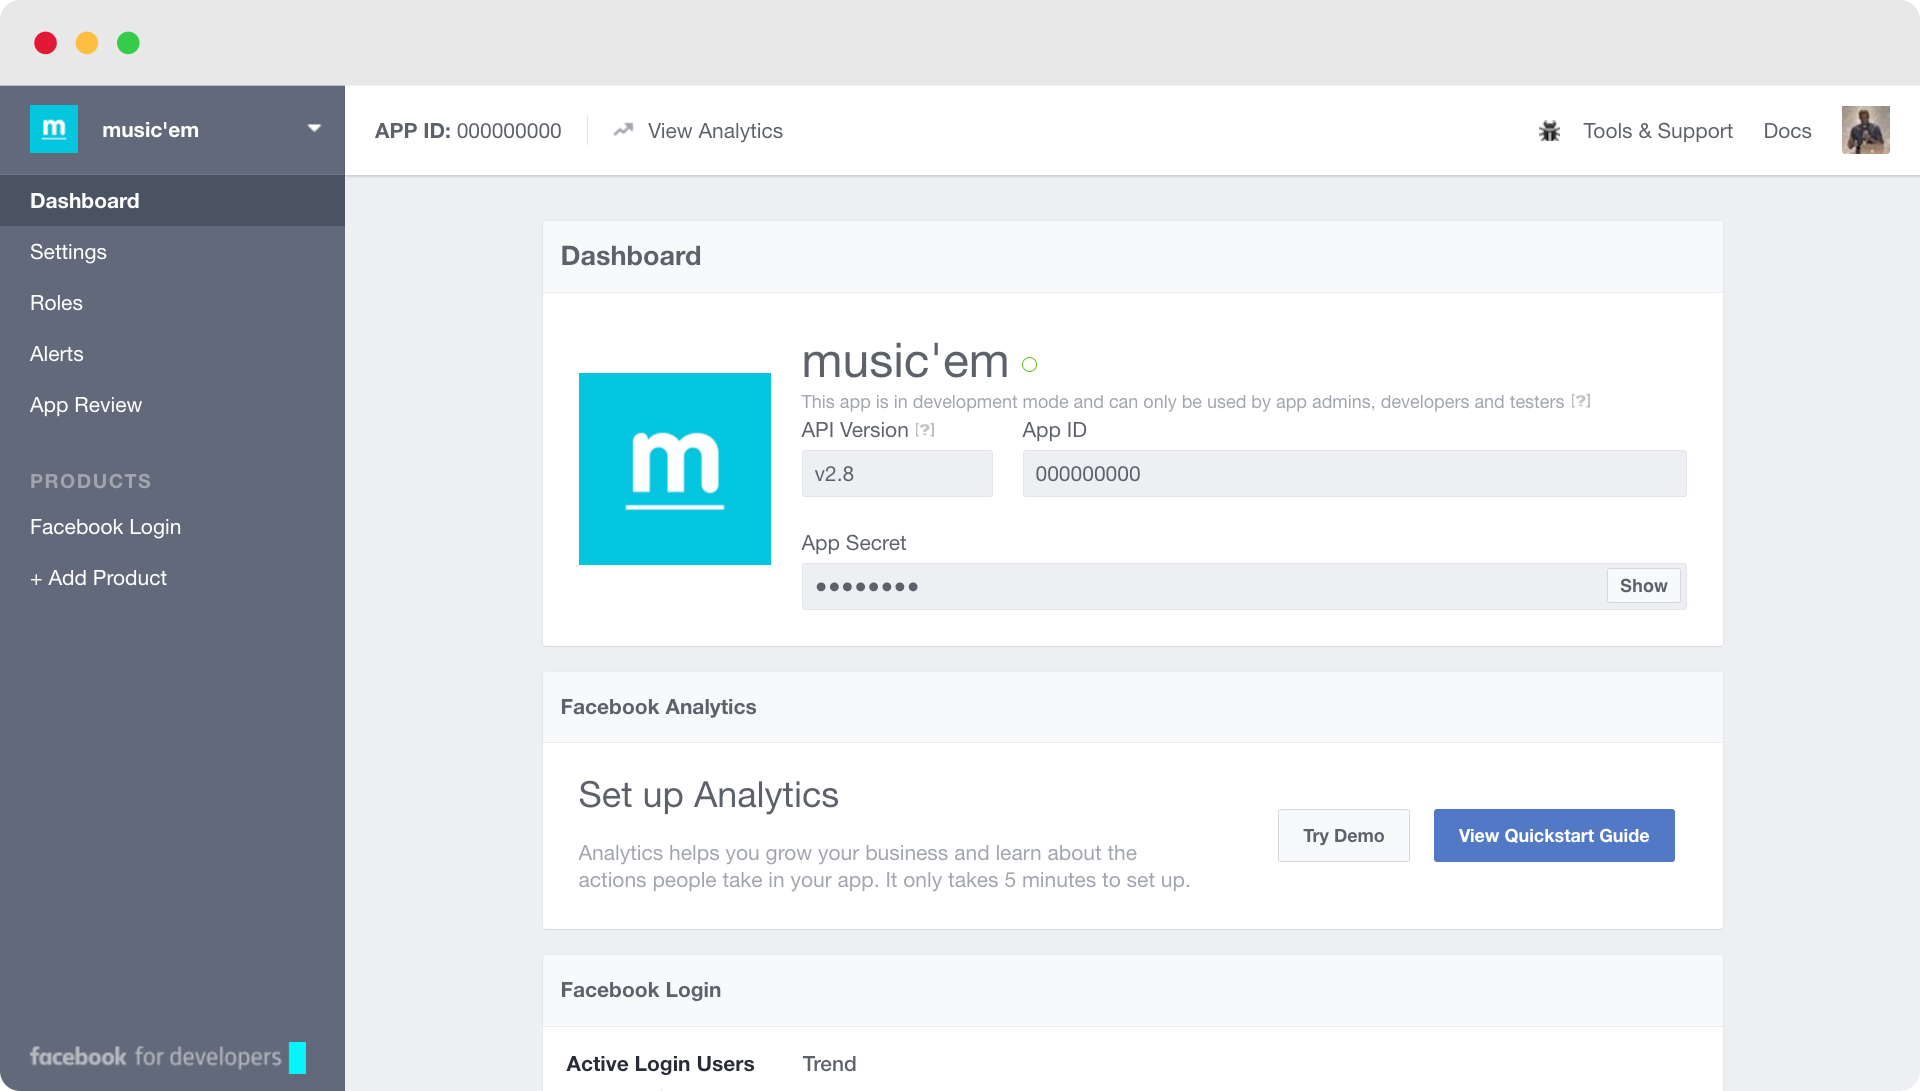 m
music'em
APP ID: 000000000
View Analytics
Tools & Support
Docs
Dashboard
Settings
Roles
Alerts
App Review
PRODUCTS
Facebook Login
+ Add Product
facebook for developers
Dashboard
m
music'em
This app is in development mode and can only be used by app admins, developers and testers [?]
API Version [?]
App ID
v2.8
000000000
App Secret
●●●●●●●●
Show
Facebook Analytics
Set up Analytics
Analytics helps you grow your business and learn about the
actions people take in your app. It only takes 5 minutes to set up.
Try Demo
View Quickstart Guide
Facebook Login
Active Login Users
Trend